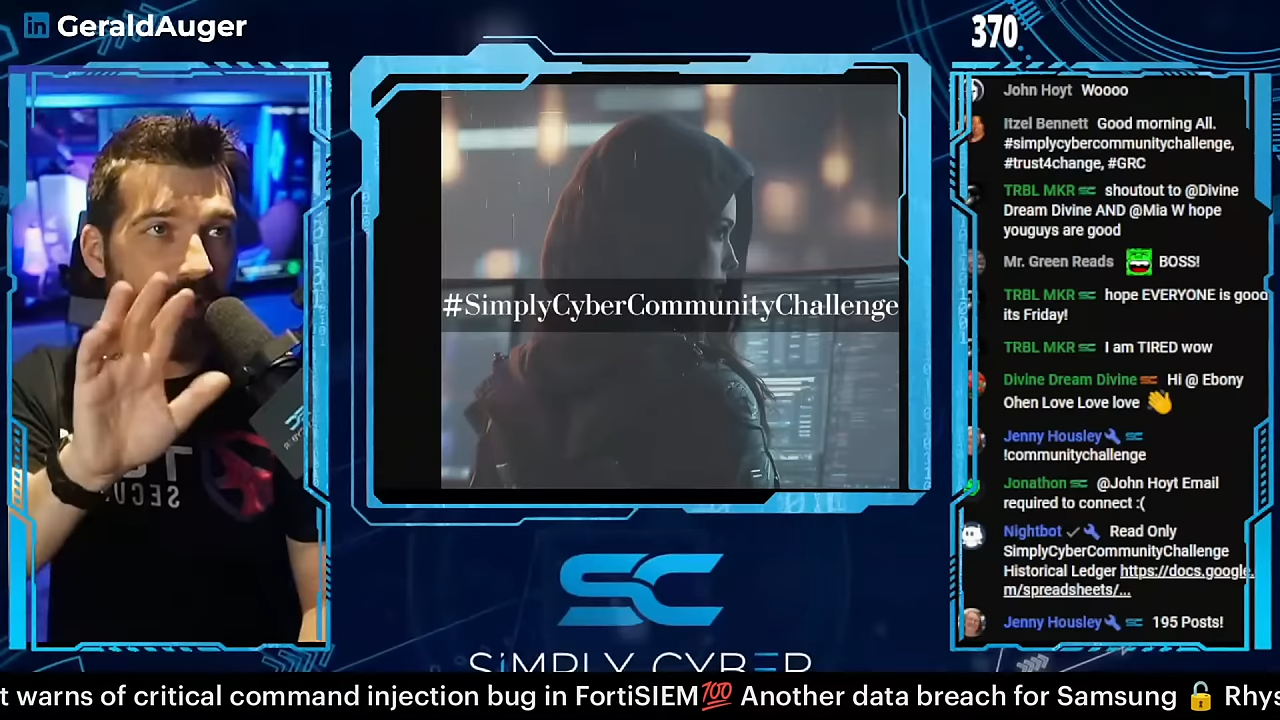 in GeraldAuger
370
John Hoyt Woooo
Itzel Bennett Good morning All.
#simplycybercommunitychallenge,
#trust4change, #GRC
TRBL MKR shoutout to @Divine
Dream Divine AND @Mia W hope
youguys are good
Mr. Green Reads BOSS!
TRBL MKR hope EVERYONE is good
its Friday!
TRBL MKR I am TIRED wow
Divine Dream Divine Hi @ Ebony
Ohen Love Love love
Jenny Housley
!communitychallenge
Jonathon @John Hoyt Email
required to connect :(
Nightbot Read Only
SimplyCyberCommunityChallenge
Historical Ledger https://docs.google.
m/spreadsheets/...
Jenny Housley 195 Posts!
#SimplyCyberCommunityChallenge
SC
SIMPLY CYBER
t warns of critical command injection bug in FortiSIEM💯 Another data breach for Samsung 🔓 Rhys